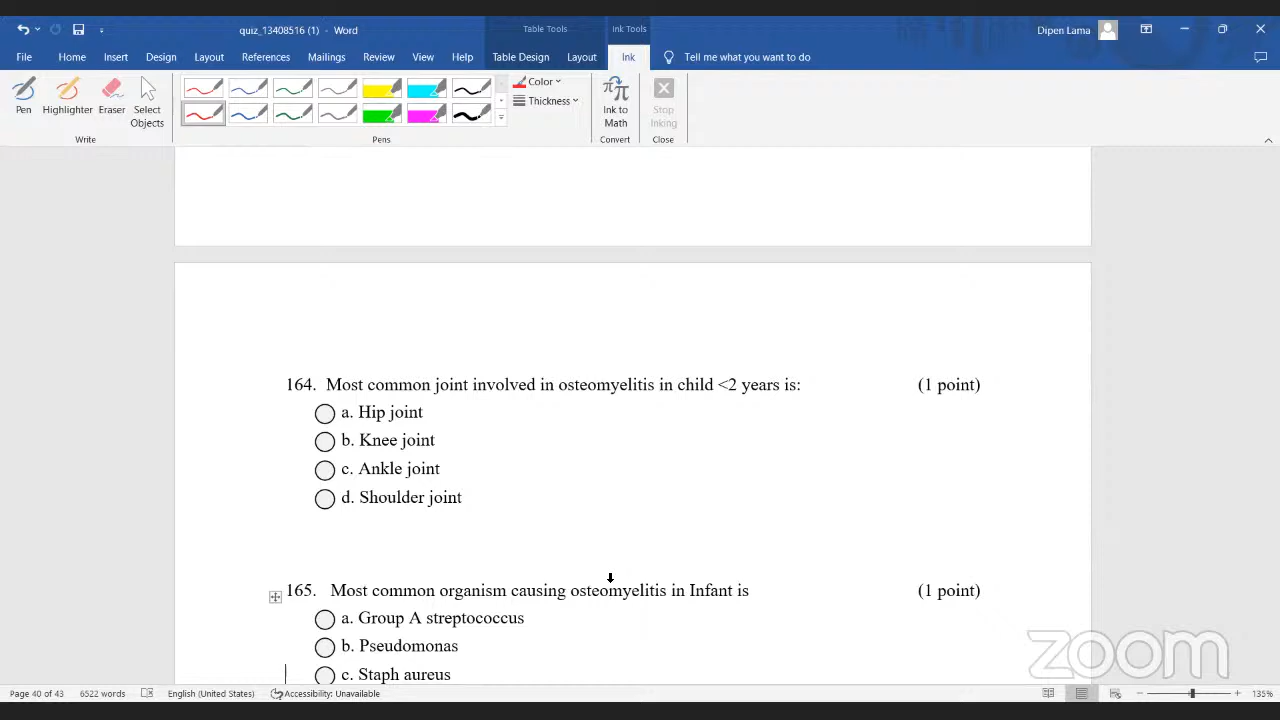 quiz_13408516 (1) - Word
Table Tools
Ink Tools
Dipen Lama
File Home Insert Design Layout References Mailings Review View Help Table Design Layout Ink Tell me what you want to do
Pen
Highlighter
Eraser
Select Objects
Color
Thickness
Ink to Math
Stop Inking
Write
Pens
Convert
Close
164. Most common joint involved in osteomyelitis in child <2 years is: (1 point)
a. Hip joint
b. Knee joint
c. Ankle joint
d. Shoulder joint
165. Most common organism causing osteomyelitis in Infant is (1 point)
a. Group A streptococcus
b. Pseudomonas
c. Staph aureus
zoom
Page 40 of 43 6522 words English (United States) Accessibility: Unavailable 135%